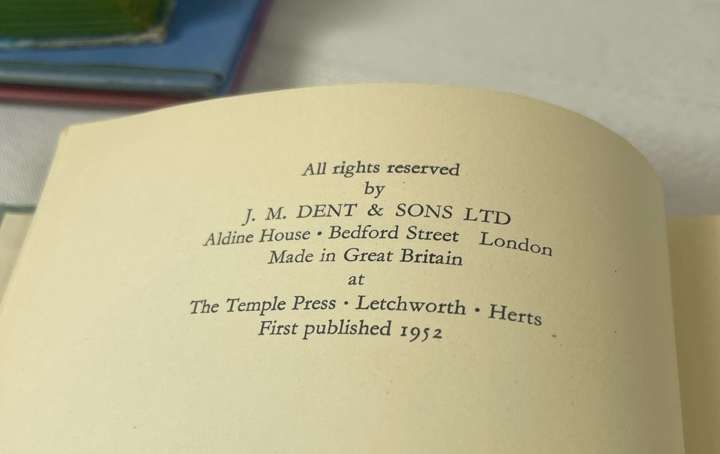 All rights reserved
by
J. M. DENT & SONS LTD
Aldine House • Bedford Street London
Made in Great Britain
at
The Temple Press • Letchworth • Herts
First published 1952